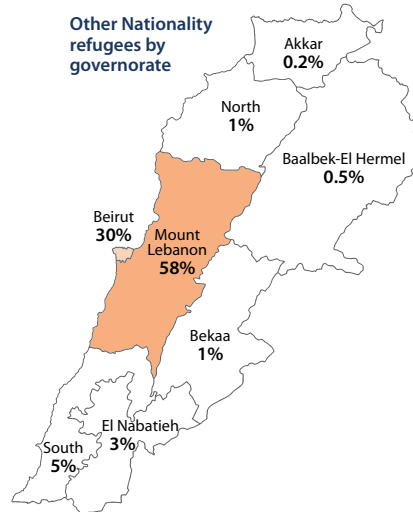 Other Nationality
refugees by
governorate
Akkar
0.2%
North
1%
Baalbek-El Hermel
0.5%
Beirut
30%
Mount
Lebanon
58%
Bekaa
1%
El Nabatieh
3%
South
5%